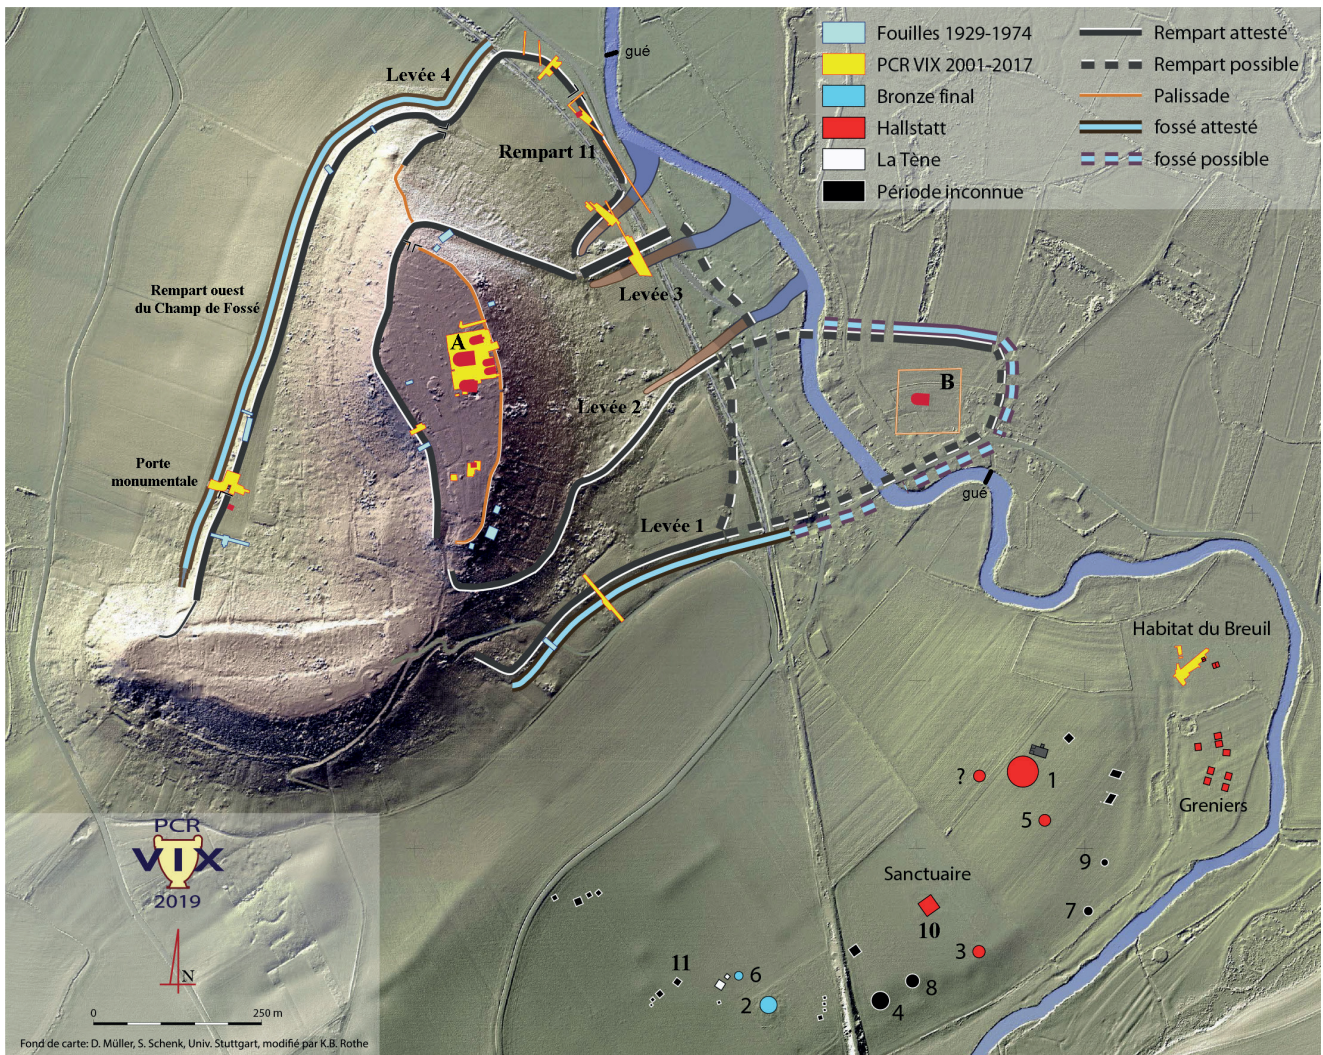 Fouilles 1929-1974
PCR VIX 2001-2017
Bronze final
Hallstatt
La Tène
Période inconnue
Rempart attesté
Rempart possible
Palissade
fossé attesté
fossé possible
gué
Levée 4
Rempart 11
Levée 3
Rempart ouest
du Champ de Fossé
A
B
Levée 2
Porte
monumentale
gué
Levée 1
Habitat du Breuil
?
1
Greniers
5
9
Sanctuaire
7
10
3
11
6
8
2
4
PCR
VIX
2019
N
0
250 m
Fond de carte: D. Müller, S. Schenk, Univ. Stuttgart, modifié par K.B. Rothe